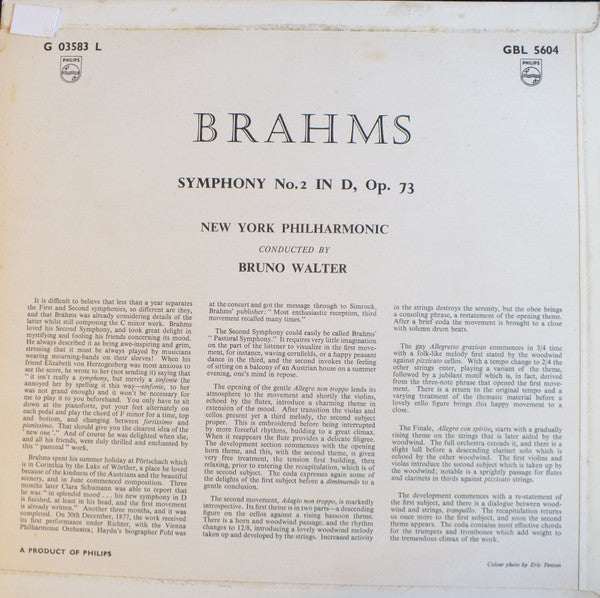 G 03583 L
GBL 5604
PHILIPS
PHILIPS
BRAHMS
SYMPHONY No. 2 IN D, Op. 73
NEW YORK PHILHARMONIC
CONDUCTED BY
BRUNO WALTER
It is difficult to believe that less than a year separates
the First and Second symphonies, so different are they,
and that Brahms was already considering details of the
latter whilst still composing the C minor work. Brahms
loved his Second Symphony, and took great delight in
mystifying and fooling his friends concerning its mood.
He always described it as being awe-inspiring and grim,
stressing that it must be always played by musicians
wearing mourning-bands on their sleeves! When his
friend Elizabeth von Herzogenberg was most anxious to
see the score, he wrote to her (not sending it) saying that
" it isn't really a symphony, but merely a sinfonie (he
annoyed her by spelling it this way—sinfonie, to her
was not grand enough) and it won't be necessary for
me to play it to you beforehand. You only have to sit
down at the pianoforte, put your feet alternately on
each pedal and play the chord of F minor for a time, top
and bottom, and changing between fortissimo and
pianissimo. That should give you the clearest idea of the
' new one '." And of course he was delighted when she,
and all his friends, were duly thrilled and enchanted by
this " pastoral " work.
Brahms spent his summer holiday at Pörtschach which
is in Corinthia by the Lake of Wörther, a place he loved
because of the kindness of the Austrians and the beautiful
scenery, and in June commenced composition. Three
months later Clara Schumann was able to report that
he was " in splendid mood . . . his new symphony in D
is finished, at least in his head, and the first movement
is already written." Another three months, and it was
completed. On 30th December, 1877, the work received
its first performance under Richter, with the Vienna
Philharmonic Orchestra; Haydn's biographer Pohl was
at the concert and got the message through to Simrock,
Brahms' publisher: " Most enthusiastic reception, third
movement recalled many times."
The Second Symphony could easily be called Brahms'
" Pastoral Symphony." It requires very little imagination
on the part of the listener to visualize in the first move-
ment, for instance, waving cornfields, or a happy peasant
dance in the third, and the second invokes the feeling
of sitting on a balcony of an Austrian house on a summer
evening, one's mind in repose.
The opening of the gentle Allegro non troppo lends its
atmosphere to the movement and shortly the violins,
echoed by the flutes, introduce a charming theme in
extension of the mood. After transition the violas and
cellos present yet a third melody, the second subject
proper. This is embroidered before being interrupted
by more forceful rhythms, building to a great climax.
When it reappears the flute provides a delicate filigree.
The development section commences with the opening
horn theme, and this, with the second theme, is given
very free treatment, the tension first building, then
relaxing, prior to entering the recapitulation, which is of
the second subject. The coda expresses again some of
the delights of the first subject before a diminuendo to a
gentle conclusion.
The second movement, Adagio non troppo, is markedly
introspective. Its first theme is in two parts—a descending
figure on the cellos against a rising bassoon theme.
There is a horn and woodwind passage, and the rhythm
changes to 12/8, introducing a lovely woodwind melody
taken up and developed by the strings. Increased activity
in the strings destroys the serenity, but the oboe brings
a consoling phrase, a restatement of the opening theme.
After a brief coda the movement is brought to a close
with solemn drum beats.
The gay Allegretto grazioso commences in 3/4 time
with a folk-like melody first stated by the woodwind
against pizzicato cellos. With a tempo change to 2/4 the
other strings enter, playing a variant of the theme,
followed by a jubilant motif which is, in fact, derived
from the three-note phrase that opened the first move-
ment. There is a return to the original tempo and a
varying treatment of the thematic material before a
lovely cello figure brings this happy movement to a
close.
The Finale, Allegro con spirito, starts with a gradually
rising theme on the strings that is later aided by the
woodwind. The full orchestra extends it, and there is a
slight lull before a descending clarinet solo which is
echoed by the other woodwind. The first violins and
violas introduce the second subject which is taken up by
the woodwind; notable is a sprightly passage for flutes
and clarinets in thirds against pizzicato strings.
The development commences with a re-statement of
the first subject, and there is a dialogue between wood-
wind and strings, tranquillo. The recapitulation returns
us once more to the first subject, and soon the second
theme appears. The coda contains most effective chords
for the trumpets and trombones which add weight to
the tremendous climax of the work.
A PRODUCT OF PHILIPS
Colour photo by Eric Fenton